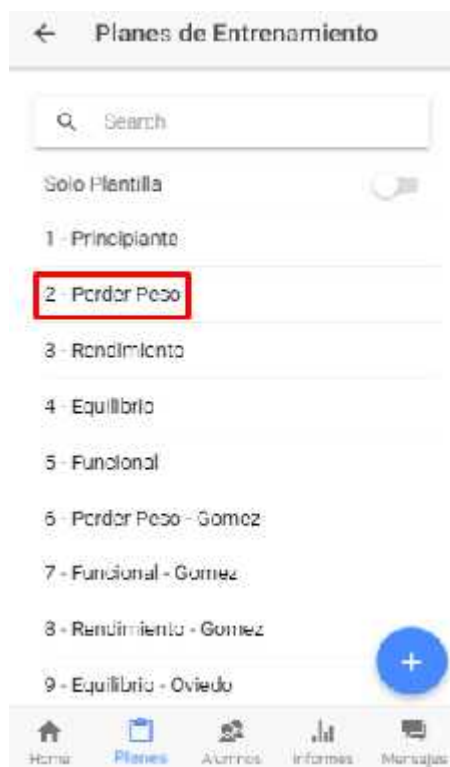 Planes de Entrenamiento
Search
Solo Plantilla
1 - Principiante
2 - Perder Peso
3 - Rendimiento
4 - Equilibrio
5 - Funcional
6 - Perder Peso - Gomez
7 - Funcional - Gomez
8 - Rendimiento - Gomez
9 - Equilibrio - Oviedo
Home Planes Alumnos Informes Mensajes